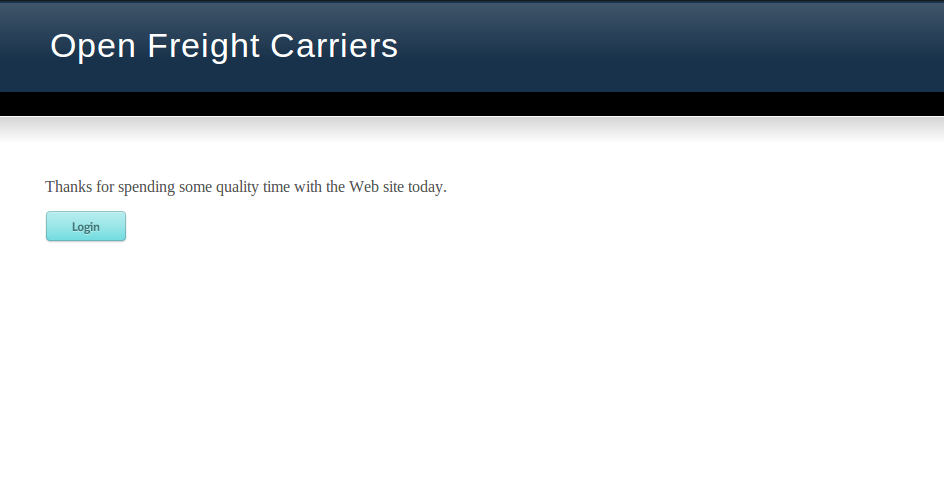 Open Freight Carriers
Thanks for spending some quality time with the Web site today.
Login